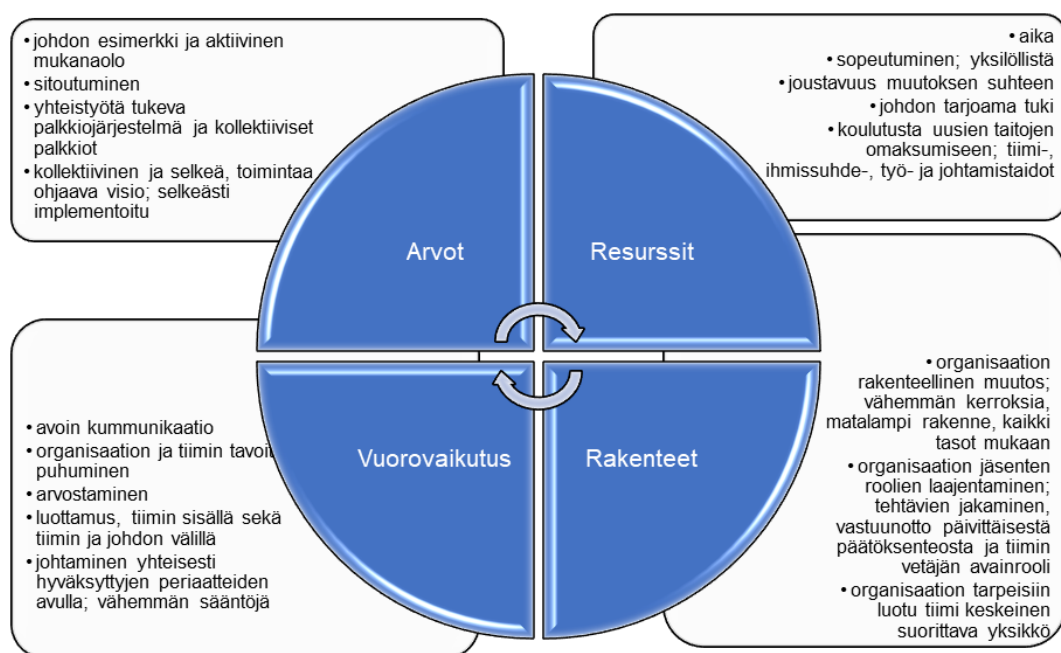 • johdon esimerkki ja aktiivinen
mukanaolo
• sitoutuminen
• yhteistyötä tukeva
palkkiojärjestelmä ja kollektiiviset
palkkiot
• kollektiivinen ja selkeä, toimintaa
ohjaava visio; selkeästi
implementoitu
• aika
• sopeutuminen; yksilöllistä
• joustavuus muutoksen suhteen
• johdon tarjoama tuki
• koulutusta uusien taitojen
omaksumiseen; tiimi-,
ihmissuhde-, työ- ja johtamistaidot
Arvot
Resurssit
Vuorovaikutus
Rakenteet
• avoin kummunikaatio
• organisaation ja tiimin
puhuminen
• arvostaminen
• luottamus, tiimin sisällä sekä
tiimin ja johdon välillä
• johtaminen yhteisesti
hyväksyttyjen periaatteiden
avulla; vähemmän sääntöjä
• organisaation
rakenteellinen muutos;
vähemmän kerroksia,
matalampi rakenne, kaikki
tasot mukaan
• organisaation jäsenten
roolien laajentaminen;
tehtävien jakaminen,
vastuunotto päivittäisestä
päätöksenteosta ja tiimin
vetäjän avainrooli
• organisaation tarpeisiin
luotu tiimi keskeinen
suorittava yksikkö